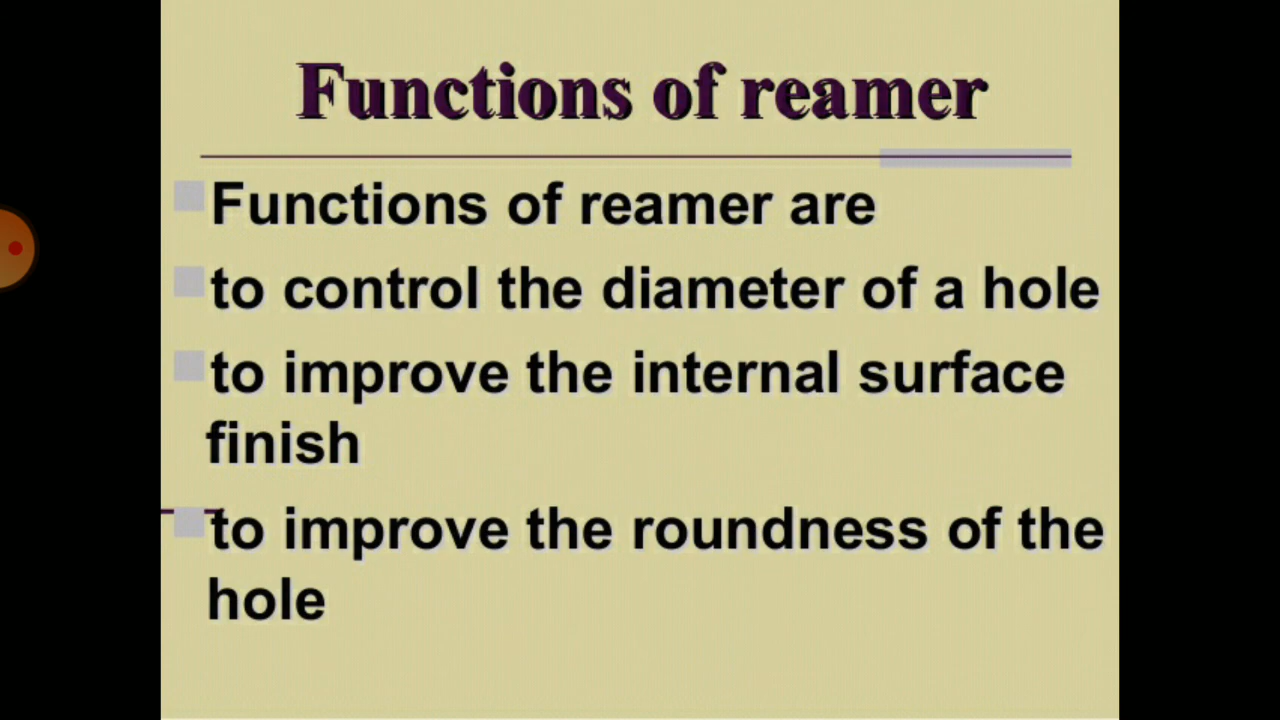 Functions of reamer
Functions of reamer are
to control the diameter of a hole
to improve the internal surface
finish
to improve the roundness of the
hole